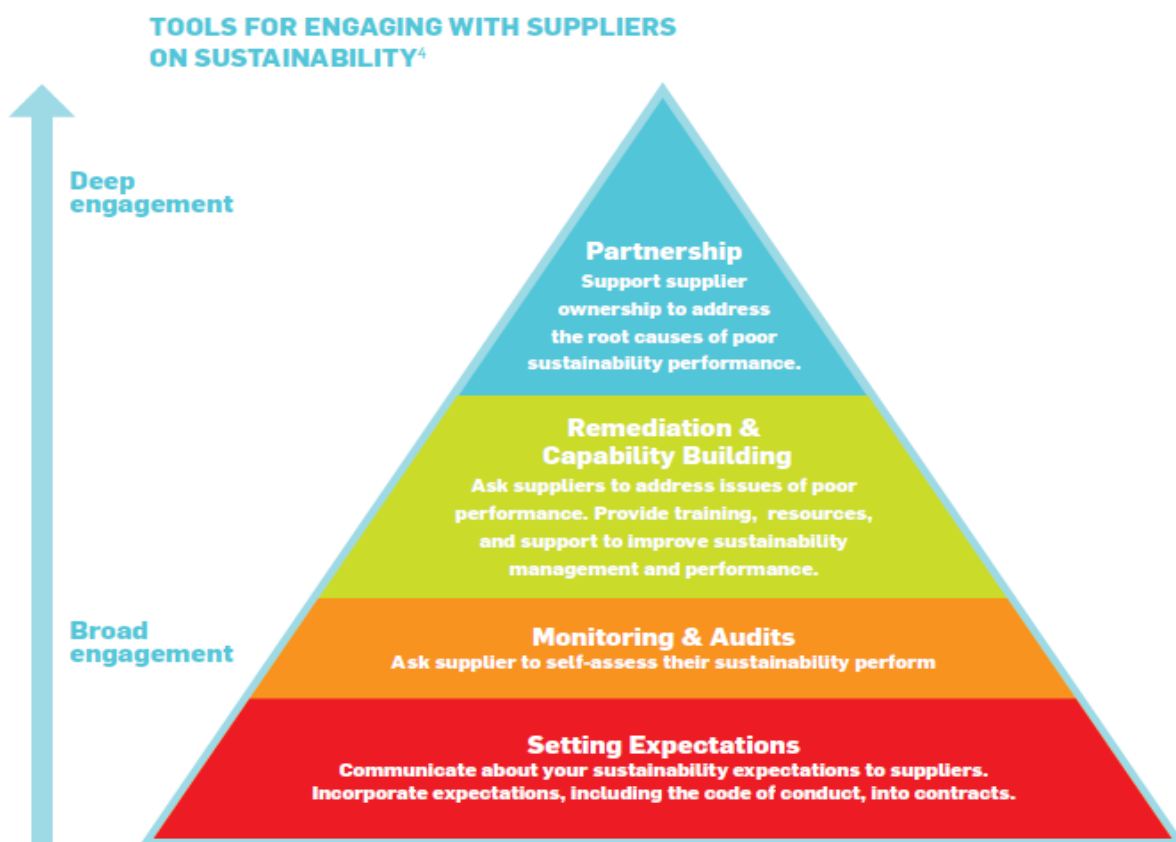 TOOLS FOR ENGAGING WITH SUPPLIERS
ON SUSTAINABILITY⁴
Deep
engagement
Partnership
Support supplier
ownership to address
the root causes of poor
sustainability performance.
Remediation &
Capability Building
Ask suppliers to address issues of poor
performance. Provide training, resources,
and support to improve sustainability
management and performance.
Broad
engagement
Monitoring & Audits
Ask supplier to self-assess their sustainability perform
Setting Expectations
Communicate about your sustainability expectations to suppliers.
Incorporate expectations, including the code of conduct, into contracts.